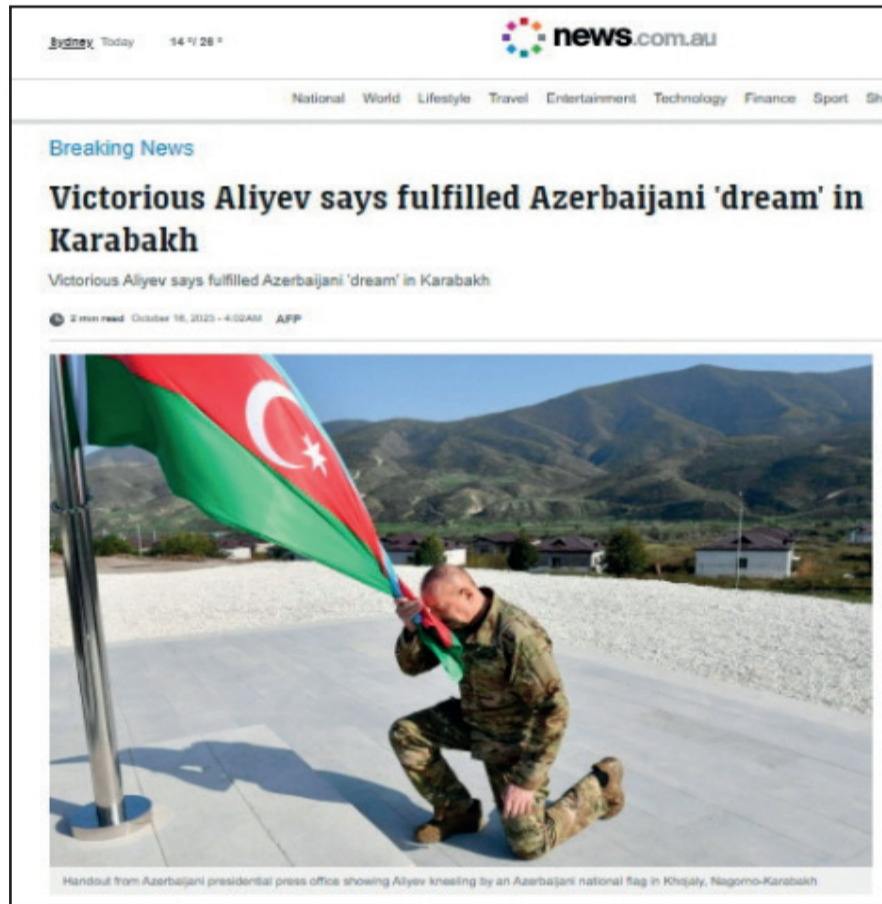 Sydney Today 14 °/ 26 °
news.com.au
National World Lifestyle Travel Entertainment Technology Finance Sport Sh
Breaking News
Victorious Aliyev says fulfilled Azerbaijani 'dream' in
Karabakh
Victorious Aliyev says fulfilled Azerbaijani 'dream' in Karabakh
2 min read October 16, 2023 - 4:02AM AFP
Handout from Azerbaijani presidential press office showing Aliyev kneeling by an Azerbaijani national flag in Khojaly, Nagorno-Karabakh